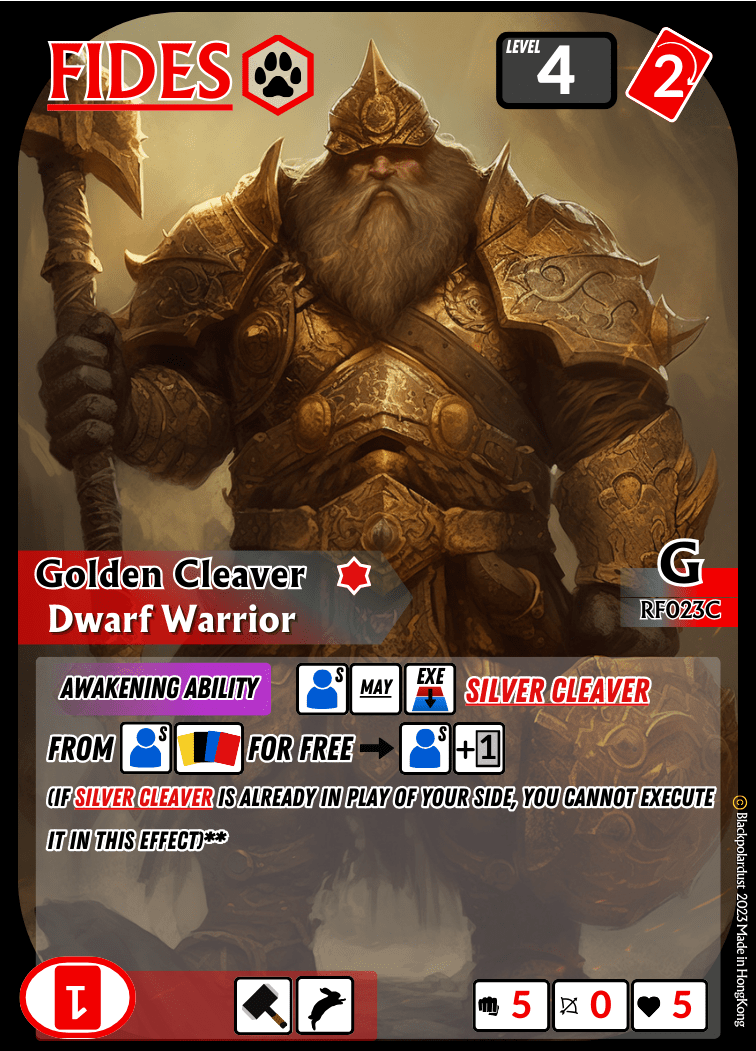 FIDES
LEVEL
4
2
Golden Cleaver
Dwarf Warrior
G
RF023C
AWAKENING ABILITY S MAY EXE SILVER CLEAVER
FROM S FOR FREE S +1
(IF SILVER CLEAVER IS ALREADY IN PLAY OF YOUR SIDE, YOU CANNOT EXECUTE
IT IN THIS EFFECT)**
1
5 0 5
© Blackpolardust 2023 Made in HongKong